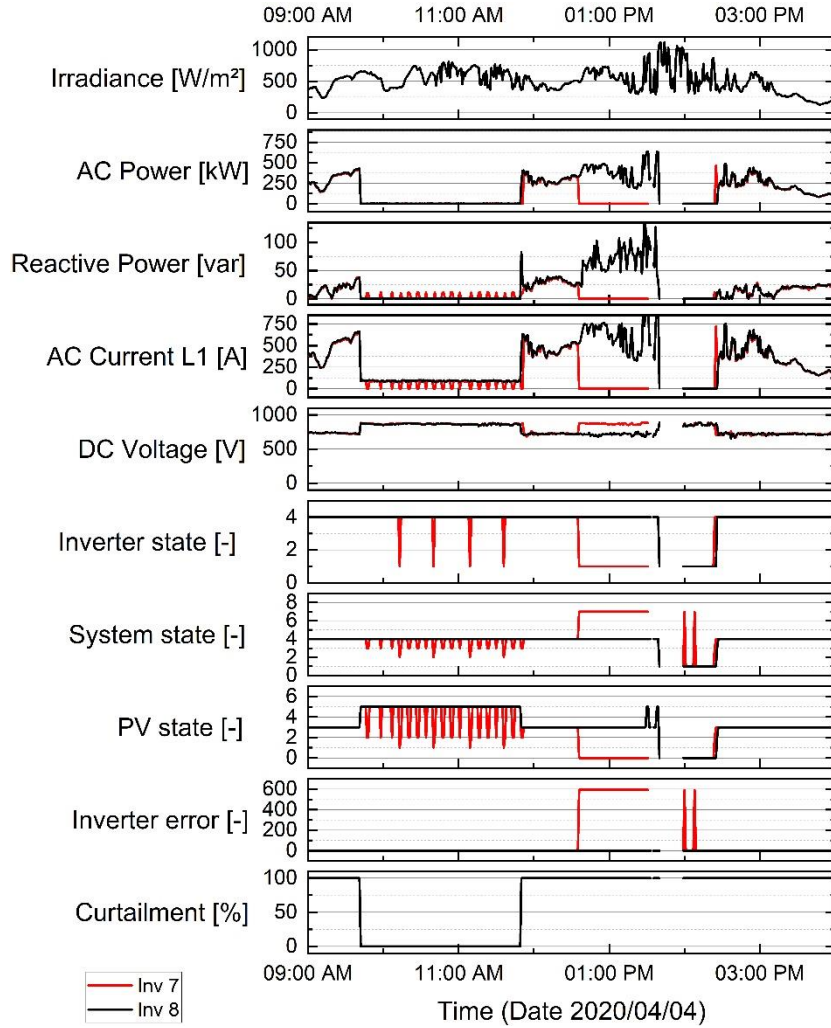 09:00 AM 11:00 AM 01:00 PM 03:00 PM
Irradiance [W/m²]
1000
500
0
AC Power [kW]
750
500
250
0
Reactive Power [var]
100
50
0
AC Current L1 [A]
750
500
250
0
DC Voltage [V]
1000
500
0
Inverter state [-]
4
2
0
System state [-]
8
6
4
2
0
PV state [-]
6
4
2
0
Inverter error [-]
600
400
200
0
Curtailment [%]
100
50
0
09:00 AM 11:00 AM 01:00 PM 03:00 PM
Inv 7
Inv 8
Time (Date 2020/04/04)